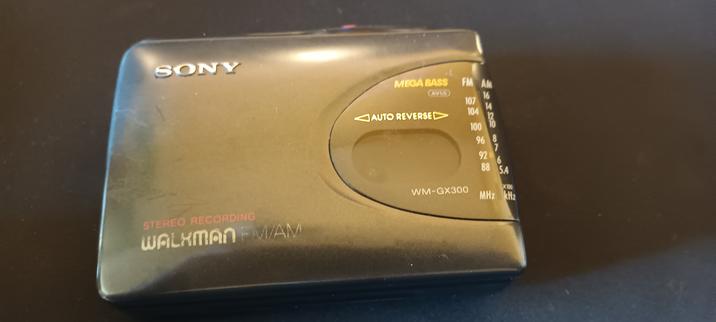 SONY
MEGA BASS
AVLS
AUTO REVERSE
WM-GX300
FM AM
107
104
100
96
92
88
MHz
16
14
12
10
8
7
6
5.4
x100
kHz
STEREO RECORDING
WALKMAN FM/AM